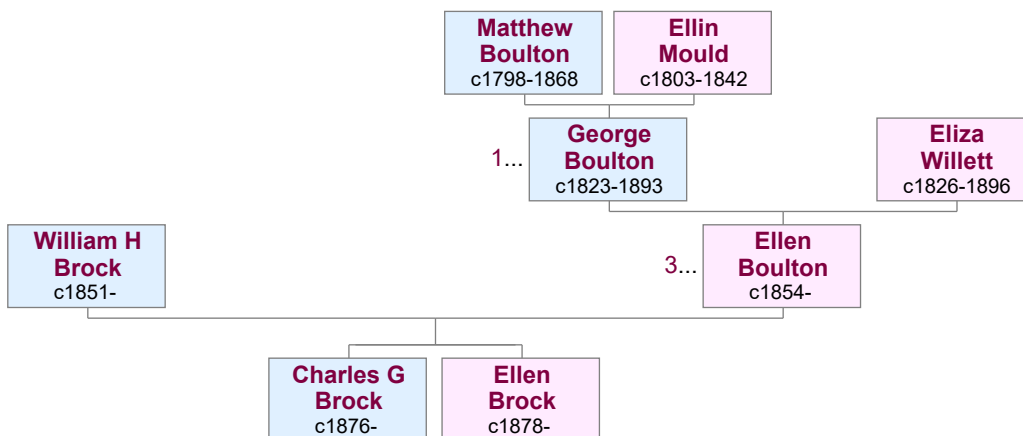 Matthew
Boulton
c1798-1868
Ellin
Mould
c1803-1842
1...
George
Boulton
c1823-1893
Eliza
Willett
c1826-1896
William H
Brock
c1851-
3...
Ellen
Boulton
c1854-
Charles G
Brock
c1876-
Ellen
Brock
c1878-